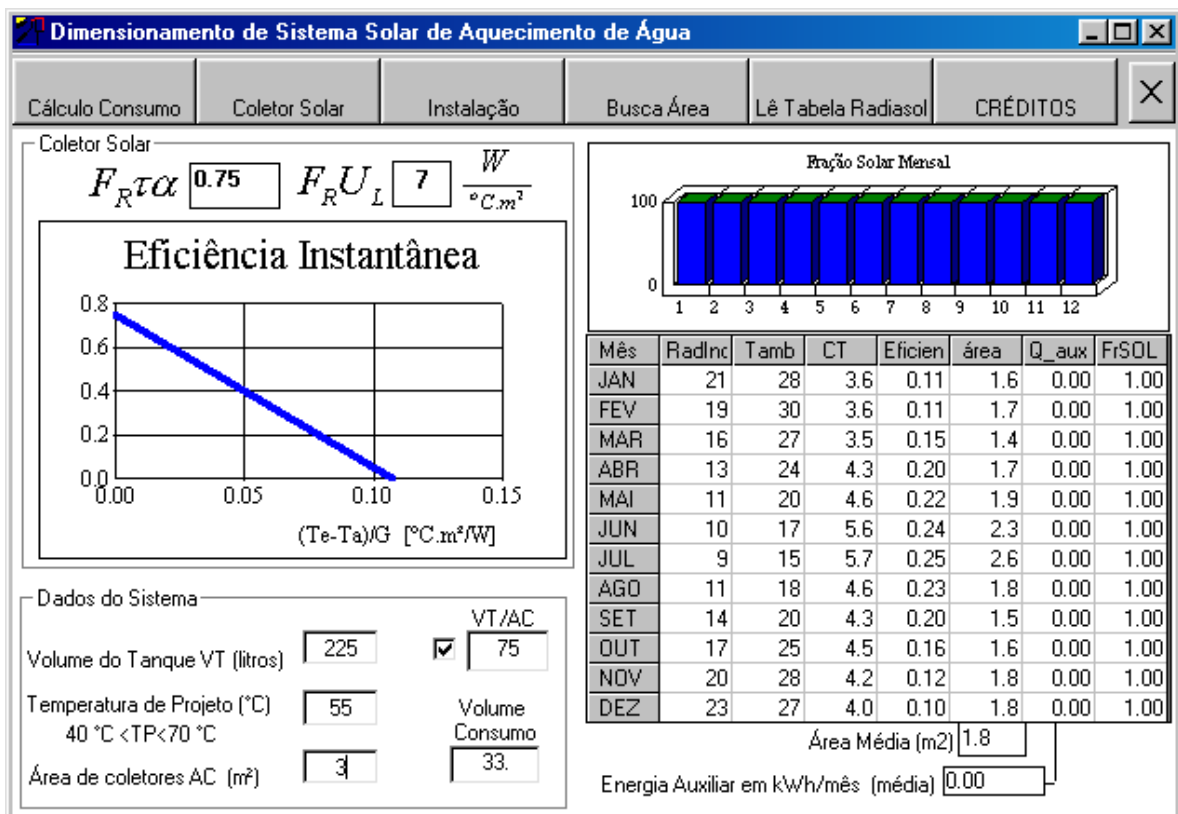 Dimensionamento de Sistema Solar de Aquecimento de Água
Cálculo Consumo Coletor Solar Instalação Busca Área Lê Tabela Radiasol CRÉDITOS
Coletor Solar
F_R τα 0.75 F_R U_L 7 W/°C.m²
Eficiência Instantânea
0.8
0.6
0.4
0.2
0.0
0.00 0.05 0.10 0.15
(Te-Ta)/G [°C.m²/W]
Dados do Sistema
VT/AC
Volume do Tanque VT (litros) 225 75
Temperatura de Projeto (°C) 55 Volume
40 °C <TP<70 °C Consumo
Área de coletores AC (m²) 3 33.
Fração Solar Mensal
100
0
1 2 3 4 5 6 7 8 9 10 11 12
Mês RadInc Tamb CT Eficien área Q_aux FrSOL
JAN 21 28 3.6 0.11 1.6 0.00 1.00
FEV 19 30 3.6 0.11 1.7 0.00 1.00
MAR 16 27 3.5 0.15 1.4 0.00 1.00
ABR 13 24 4.3 0.20 1.7 0.00 1.00
MAI 11 20 4.6 0.22 1.9 0.00 1.00
JUN 10 17 5.6 0.24 2.3 0.00 1.00
JUL 9 15 5.7 0.25 2.6 0.00 1.00
AGO 11 18 4.6 0.23 1.8 0.00 1.00
SET 14 20 4.3 0.20 1.5 0.00 1.00
OUT 17 25 4.5 0.16 1.6 0.00 1.00
NOV 20 28 4.2 0.12 1.8 0.00 1.00
DEZ 23 27 4.0 0.10 1.8 0.00 1.00
Área Média (m2) 1.8
Energia Auxiliar em kWh/mês (média) 0.00